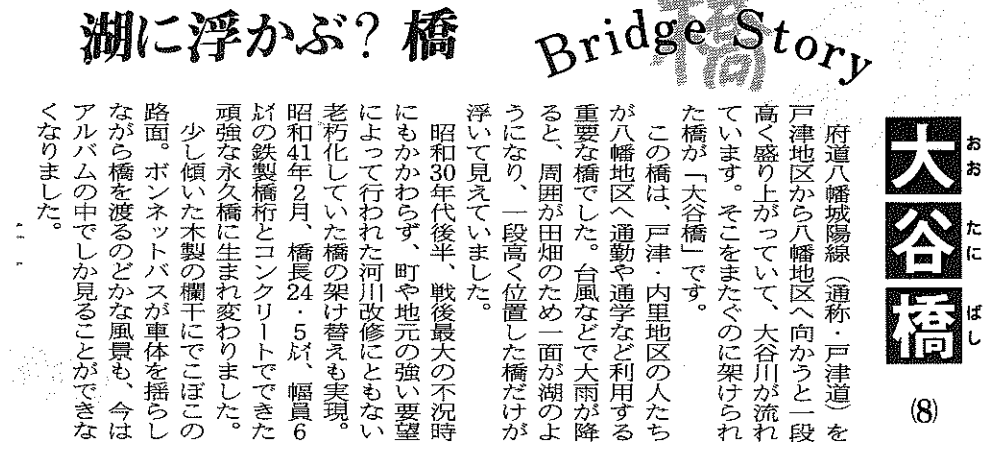 湖に浮かぶ？橋
橋
Bridge Story
大谷橋
おお たに ばし
(8)
府道八幡城陽線（通称・戸津道）を
戸津地区から八幡地区へ向かうと一段
高く盛り上がっていて、大谷川が流れ
ています。そこをまたぐのに架けられ
た橋が「大谷橋」です。
この橋は、戸津・内里地区の人たち
が八幡地区へ通勤や通学など利用する
重要な橋でした。台風などで大雨が降
ると、周囲が田畑のため一面が湖のよ
うになり、一段高く位置した橋だけが
浮いて見えていました。
昭和30年代後半、戦後最大の不況時
にもかかわらず、町や地元の強い要望
によって行われた河川改修にともない
老朽化していた橋の架け替えも実現。
昭和41年2月、橋長24・5㍍、幅員6
㍍の鉄製橋桁とコンクリートでできた
頑強な永久橋に生まれ変わりました。
少し傾いた木製の欄干にでこぼこの
路面。ボンネットバスが車体を揺らし
ながら橋を渡るのどかな風景も、今は
アルバムの中でしか見ることができな
くなりました。